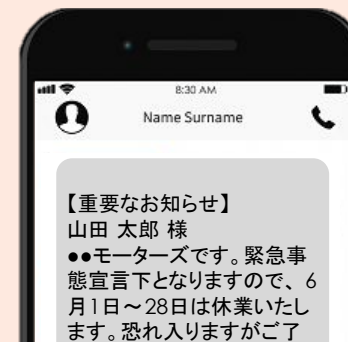 8:30 AM
Name Surname
【重要なお知らせ】
山田 太郎 様
●●モーターズです。緊急事
態宣言下となりますので、6
月1日～28日は休業いたし
ます。恐れ入りますがご了